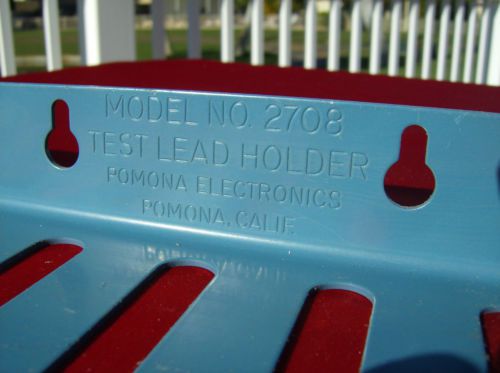 MODEL NO. 2708
TEST LEAD HOLDER
POMONA ELECTRONICS
POMONA, CALIF.